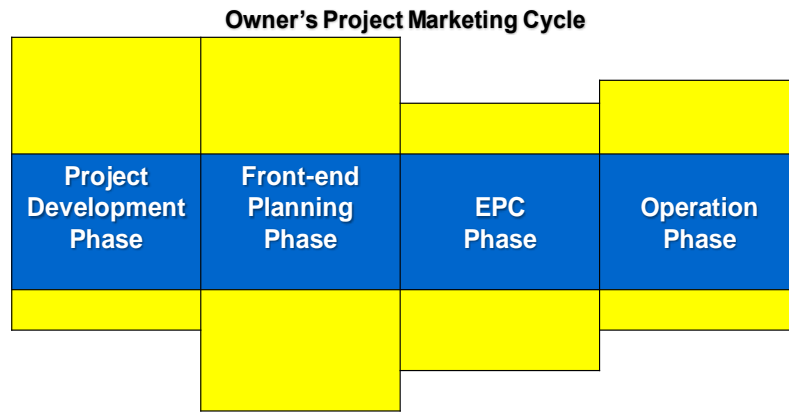 Owner’s Project Marketing Cycle
Project
Development
Phase
Front-end
Planning
Phase
EPC
Phase
Operation
Phase